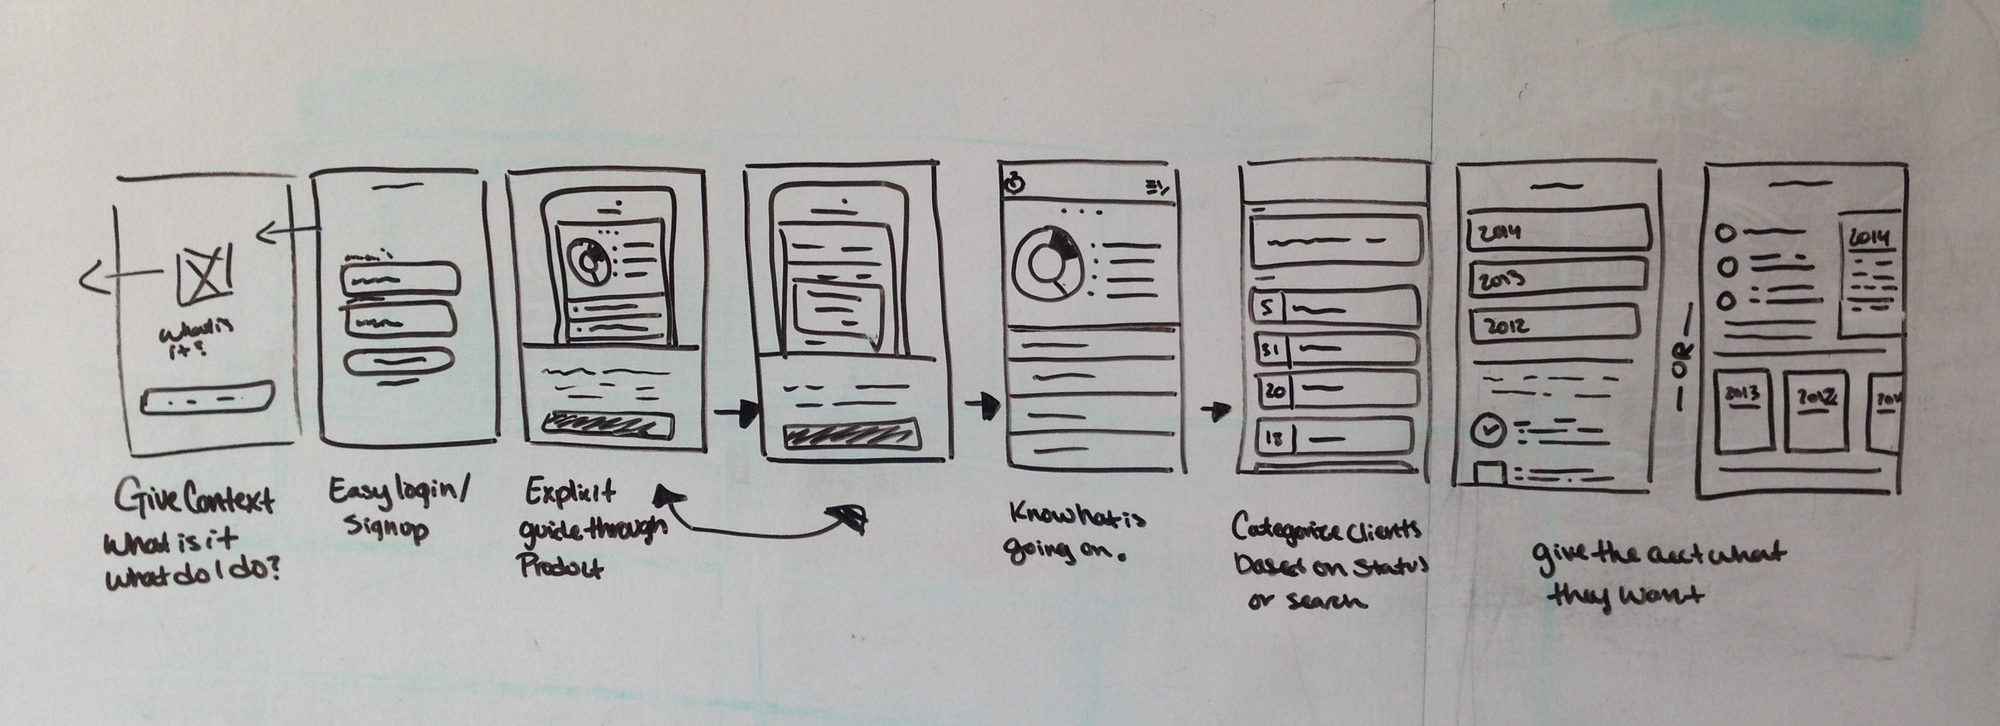 what is
it?
2014
2013
2012
5
31
20
18
- OR -
2014
2013
2012
201
Give Context
What is it
What do I do?
Easy login/
Signup
Explicit
guide through
Product
Know hat is
going on.
Categorize Clients
based on Status
or search
give the acct what
they want